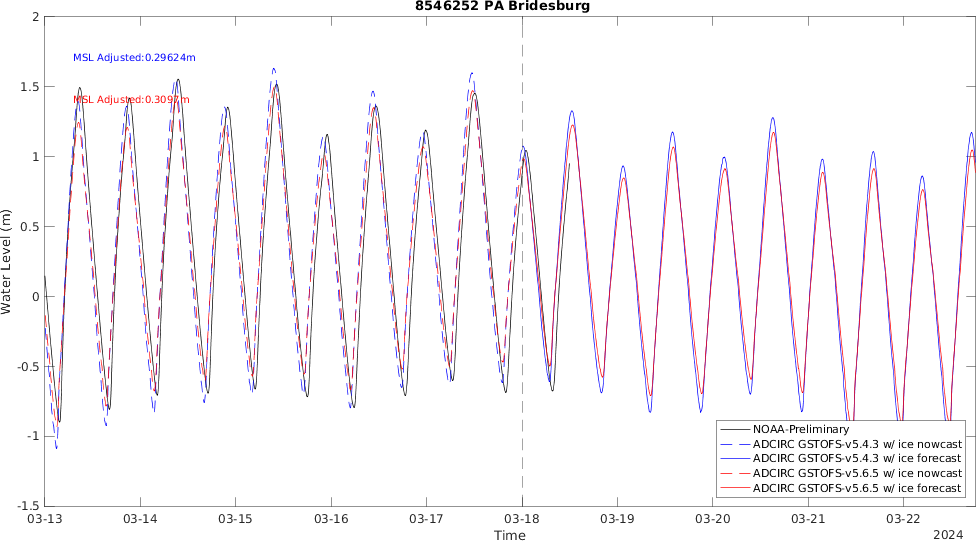 8546252 PA Bridesburg
2
1.5
1
0.5
0
-0.5
-1
-1.5
Water Level (m)
MSL Adjusted:0.29624m
MSL Adjusted:0.3097m
NOAA-Preliminary
ADCIRC GSTOFS-v5.4.3 w/ ice nowcast
ADCIRC GSTOFS-v5.4.3 w/ ice forecast
ADCIRC GSTOFS-v5.6.5 w/ ice nowcast
ADCIRC GSTOFS-v5.6.5 w/ ice forecast
03-13 03-14 03-15 03-16 03-17 03-18 03-19 03-20 03-21 03-22
Time
2024